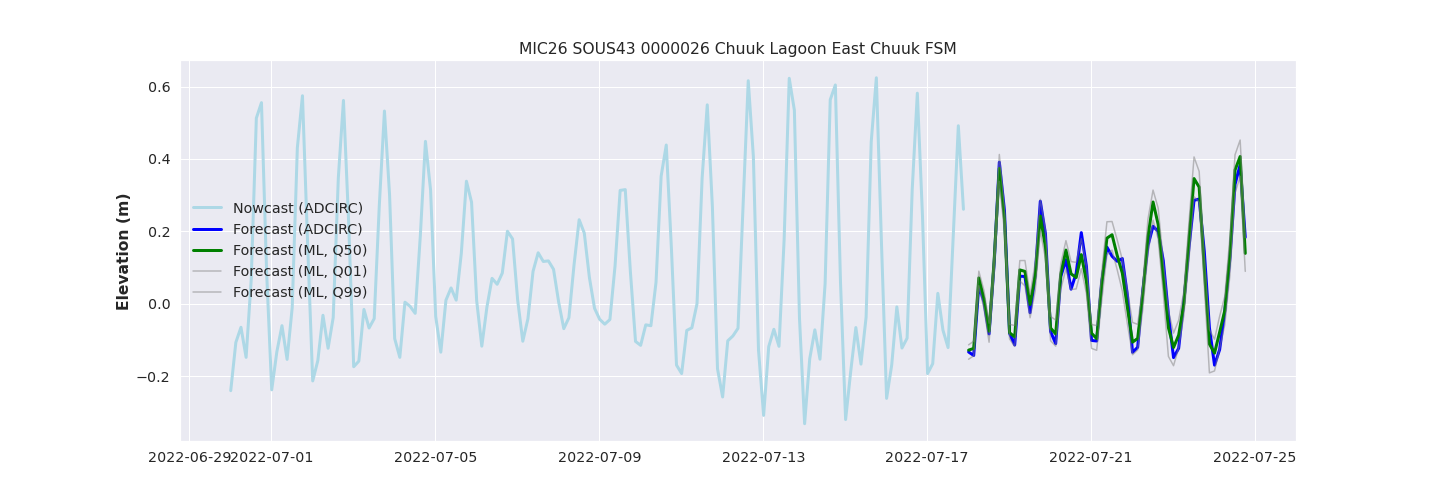 MIC26 SOUS43 0000026 Chuuk Lagoon East Chuuk FSM
Elevation (m)
0.6
0.4
0.2
0.0
−0.2
Nowcast (ADCIRC)
Forecast (ADCIRC)
Forecast (ML, Q50)
Forecast (ML, Q01)
Forecast (ML, Q99)
2022-06-29 2022-07-01 2022-07-05 2022-07-09 2022-07-13 2022-07-17 2022-07-21 2022-07-25